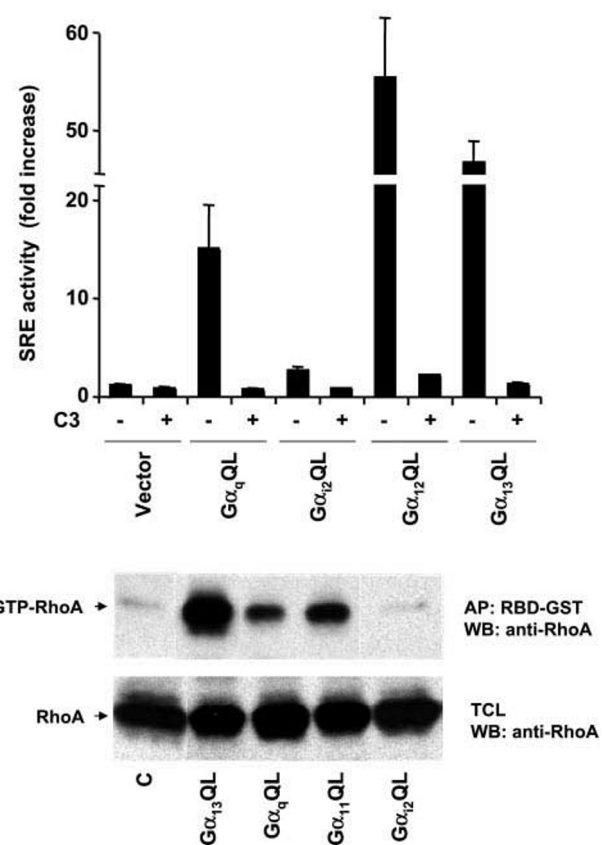 SRE activity (fold increase)
60
50
20
10
0
C3 - + - + - + - + - +
Vector GαqQL Gαi2QL Gα12QL Gα13QL
GTP-RhoA
AP: RBD-GST
WB: anti-RhoA
RhoA
TCL
WB: anti-RhoA
C Gα13QL GαqQL Gα11QL Gαi2QL